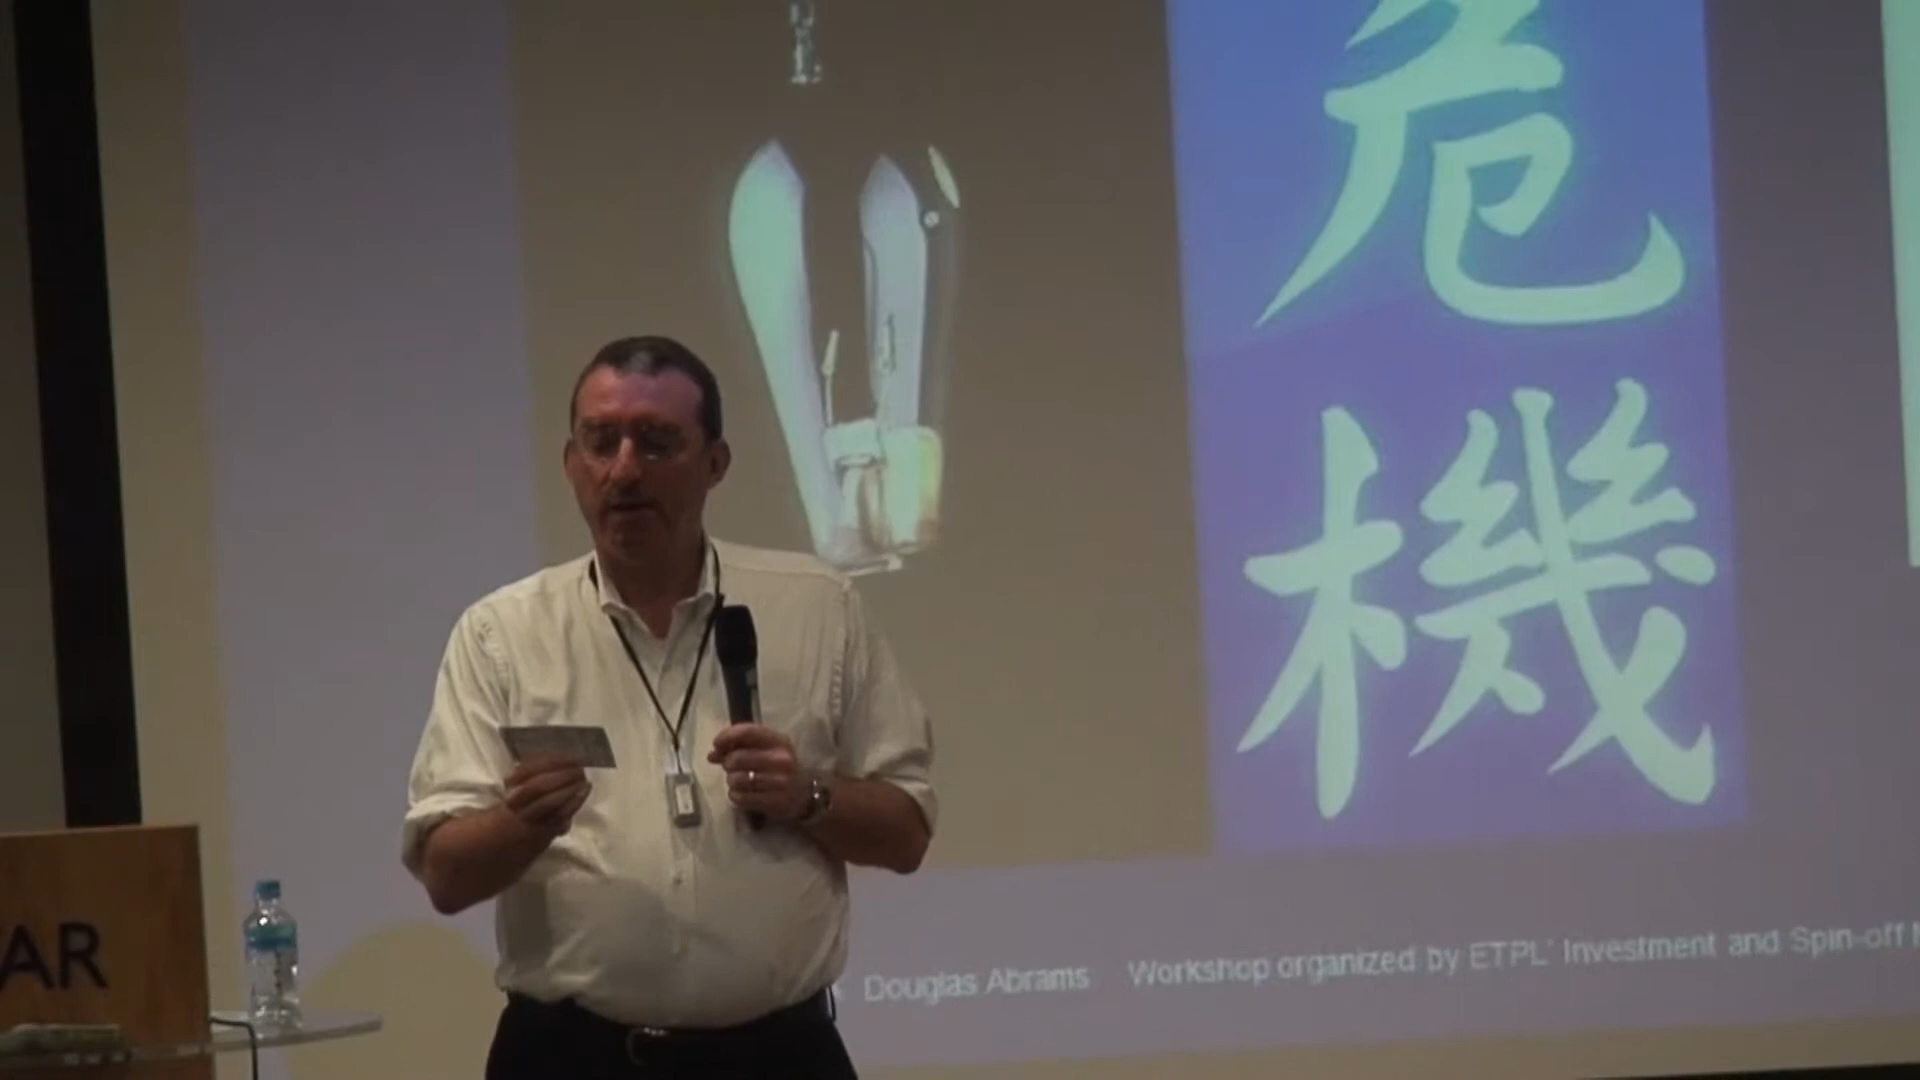 危
機
AR
Douglas Abrams Workshop organized by ETPL' Investment and Spin-off